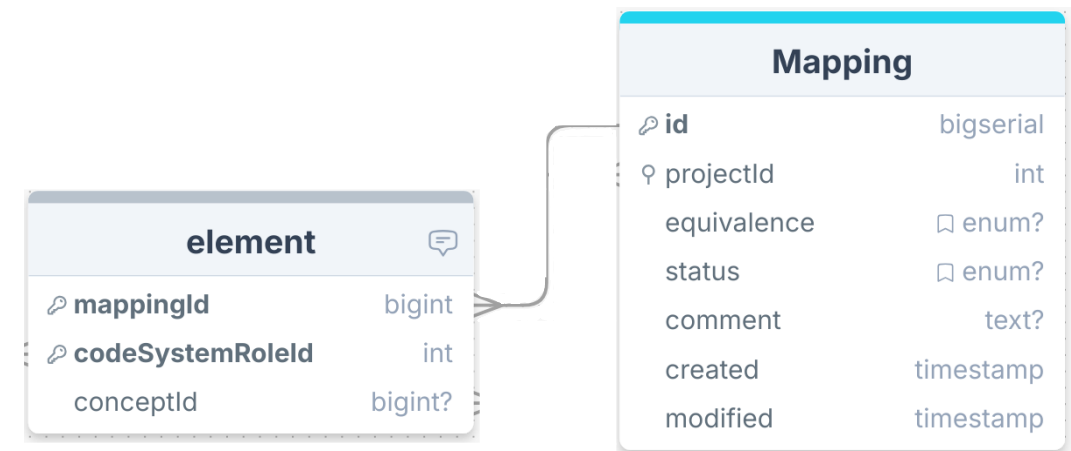 element
mappingId bigint
codeSystemRoleId int
conceptId bigint?
Mapping
id bigserial
projectId int
equivalence enum?
status enum?
comment text?
created timestamp
modified timestamp